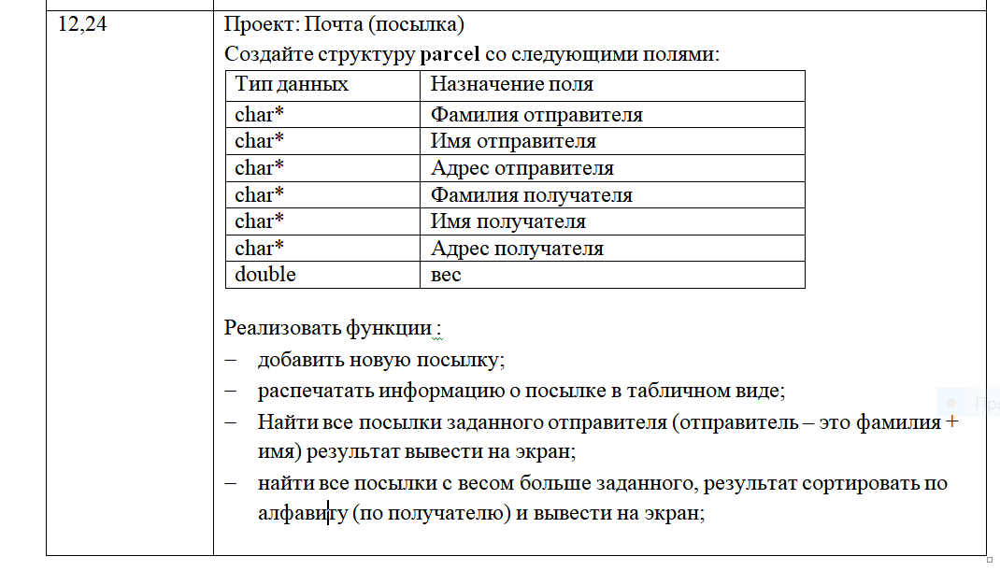 12,24
Проект: Почта (посылка)
Создайте структуру parcel со следующими полями:
Тип данных Назначение поля
char* Фамилия отправителя
char* Имя отправителя
char* Адрес отправителя
char* Фамилия получателя
char* Имя получателя
char* Адрес получателя
double вес
Реализовать функции :
– добавить новую посылку;
– распечатать информацию о посылке в табличном виде;
– Найти все посылки заданного отправителя (отправитель – это фамилия +
имя) результат вывести на экран;
– найти все посылки с весом больше заданного, результат сортировать по
алфавиту (по получателю) и вывести на экран;